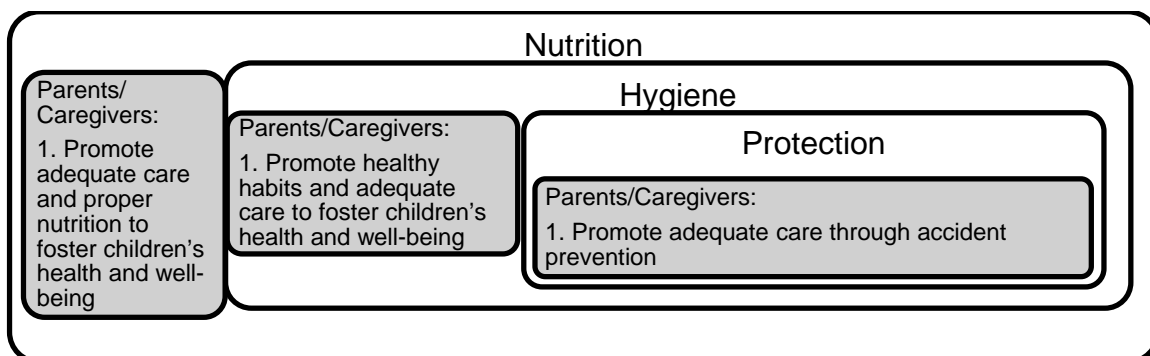 Nutrition
Parents/
Caregivers:
1. Promote
adequate care
and proper
nutrition to
foster children’s
health and well-
being
Hygiene
Parents/Caregivers:
1. Promote healthy
habits and adequate
care to foster children’s
health and well-being
Protection
Parents/Caregivers:
1. Promote adequate care through accident
prevention